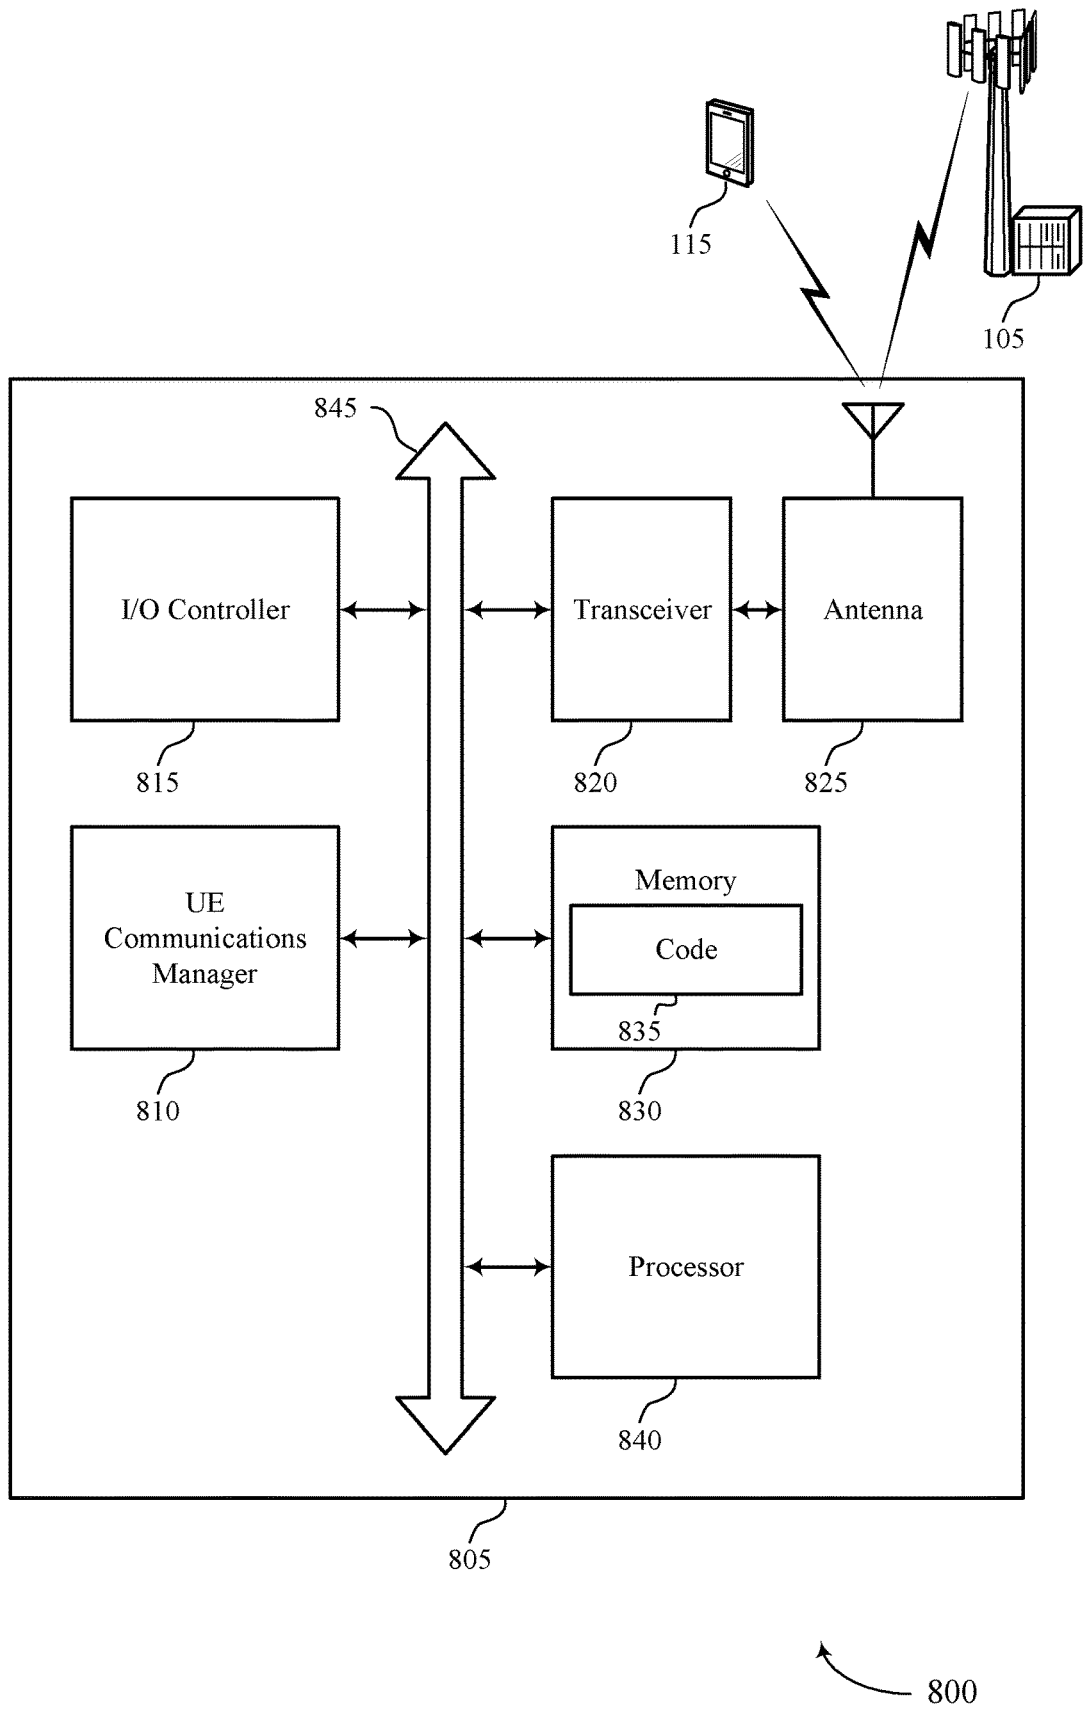 115
105
845
I/O Controller
Transceiver
Antenna
815
820
825
UE
Communications
Manager
Memory
Code
835
810
830
Processor
840
805
800